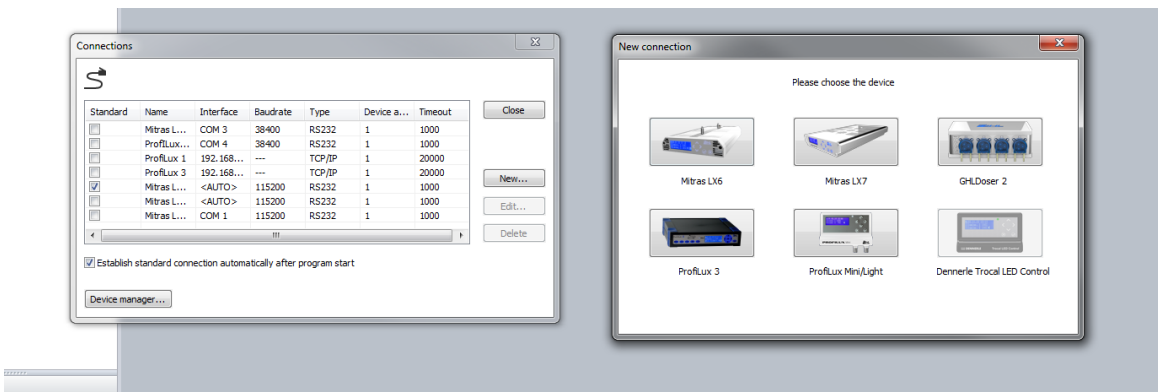 Connections
Standard Name Interface Baudrate Type Device a... Timeout
Mitras L... COM 3 38400 RS232 1 1000
ProfILux... COM 4 38400 RS232 1 1000
ProfiLux 1 192.168... --- TCP/IP 1 20000
ProfiLux 3 192.168... --- TCP/IP 1 20000
Mitras L... <AUTO> 115200 RS232 1 1000
Mitras L... <AUTO> 115200 RS232 1 1000
Mitras L... COM 1 115200 RS232 1 1000
Close
New...
Edit...
Delete
Establish standard connection automatically after program start
Device manager...
New connection
Please choose the device
Mitras LX6
Mitras LX7
GHLDoser 2
ProfiLux 3
ProfiLux Mini/Light
Dennerle Trocal LED Control